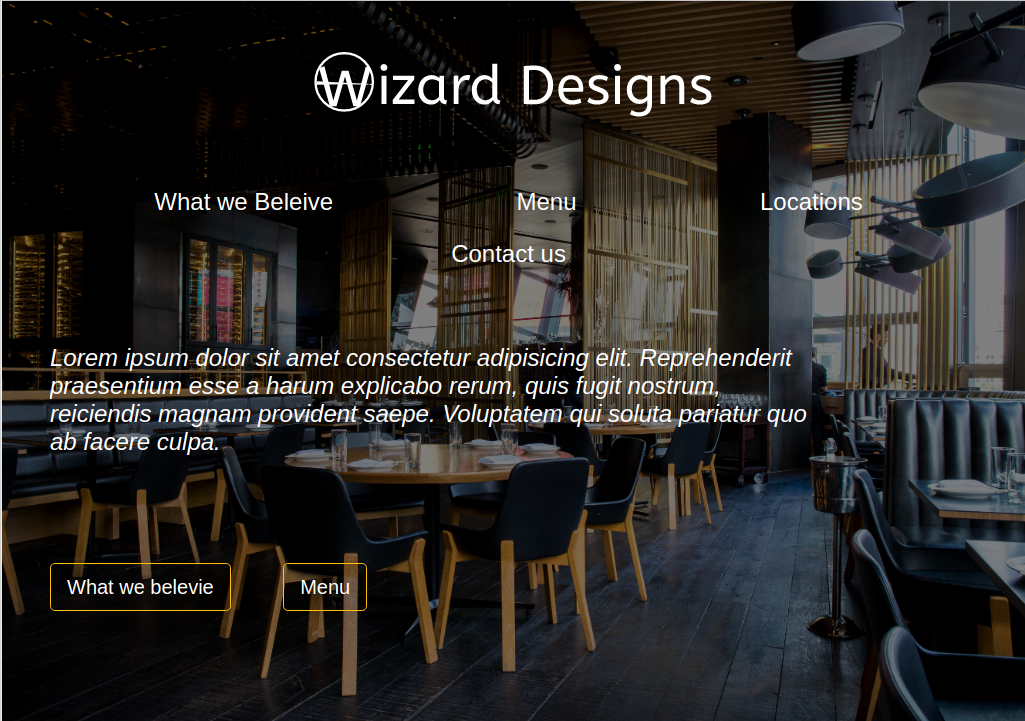 Wizard Designs
What we Beleive Menu Locations
Contact us
Lorem ipsum dolor sit amet consectetur adipisicing elit. Reprehenderit
praesentium esse a harum explicabo rerum, quis fugit nostrum,
reiciendis magnam provident saepe. Voluptatem qui soluta pariatur quo
ab facere culpa.
What we belevie Menu